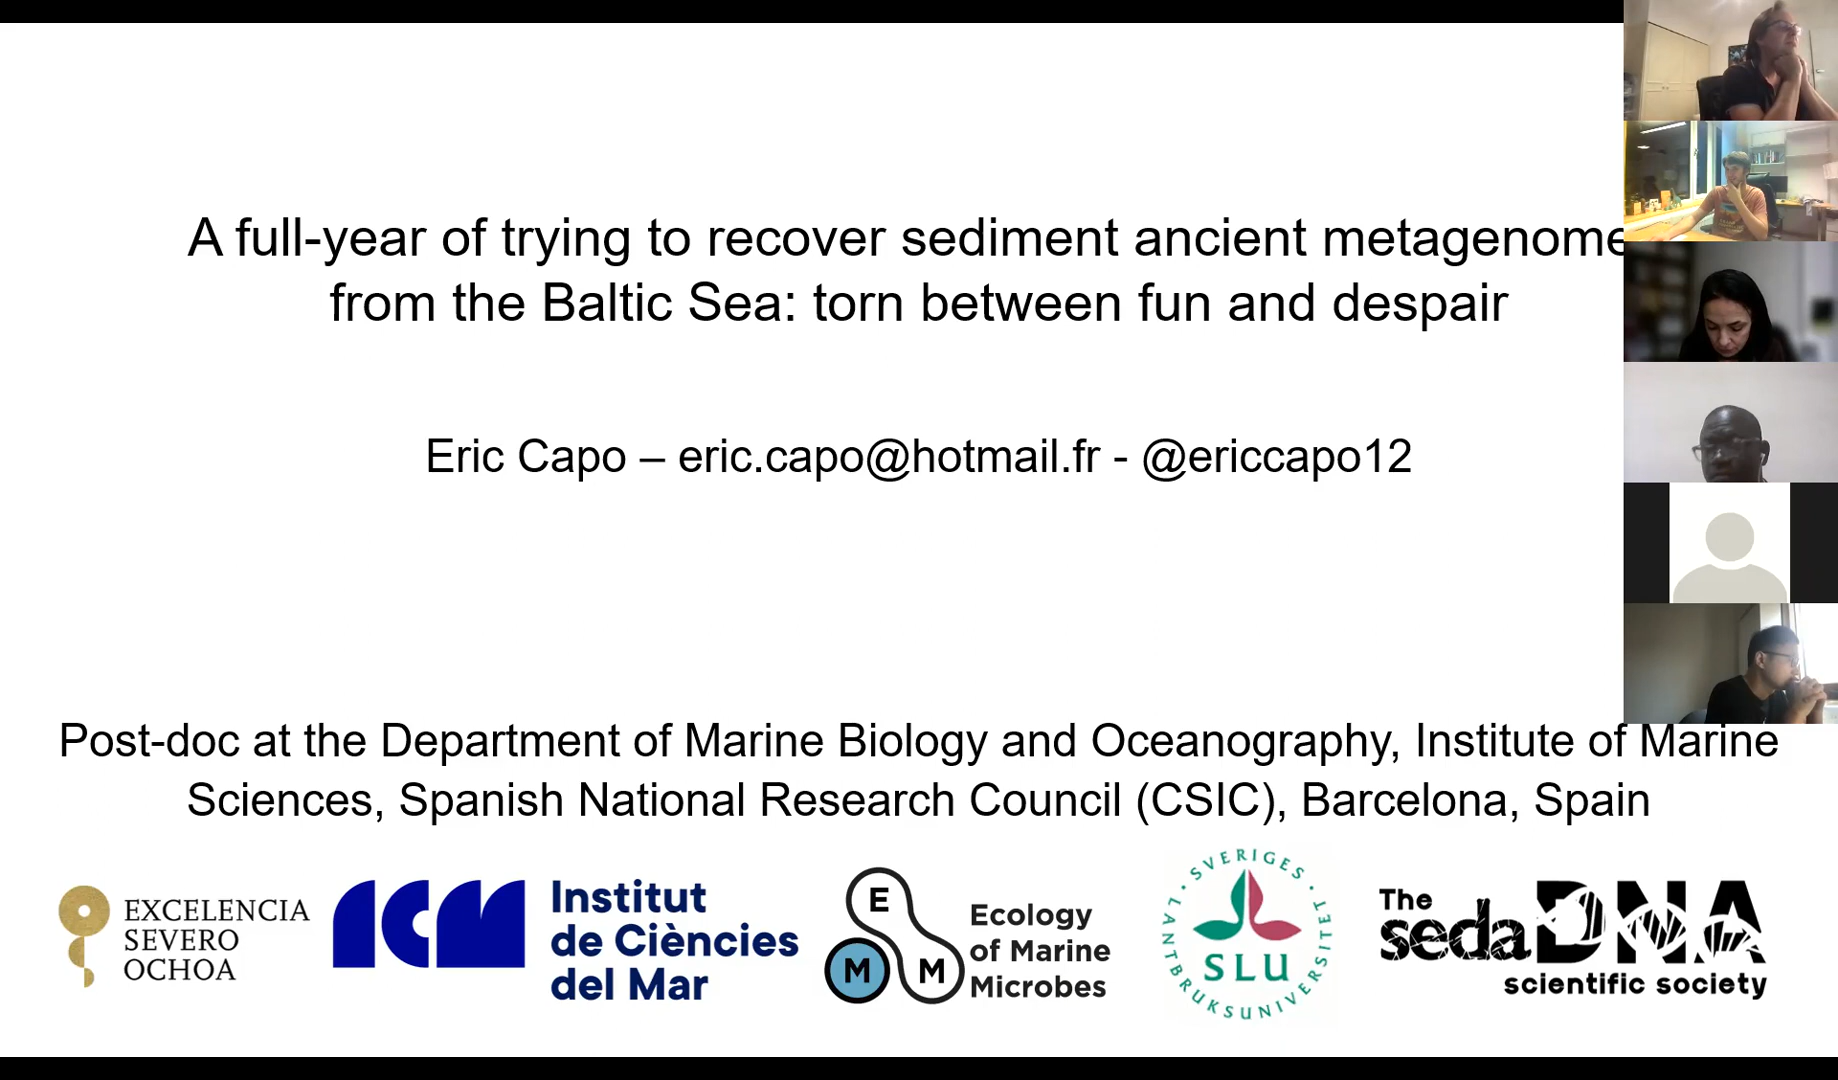 A full-year of trying to recover sediment ancient metagenome
from the Baltic Sea: torn between fun and despair
Eric Capo – eric.capo@hotmail.fr - @ericcapo12
Post-doc at the Department of Marine Biology and Oceanography, Institute of Marine
Sciences, Spanish National Research Council (CSIC), Barcelona, Spain
EXCELENCIA
SEVERO
OCHOA
ICM
Institut
de Ciències
del Mar
E
M M
Ecology
of Marine
Microbes
SVERIGES
LANTBRUKSUNIVERSITET
SLU
The
sedaDNA
scientific society